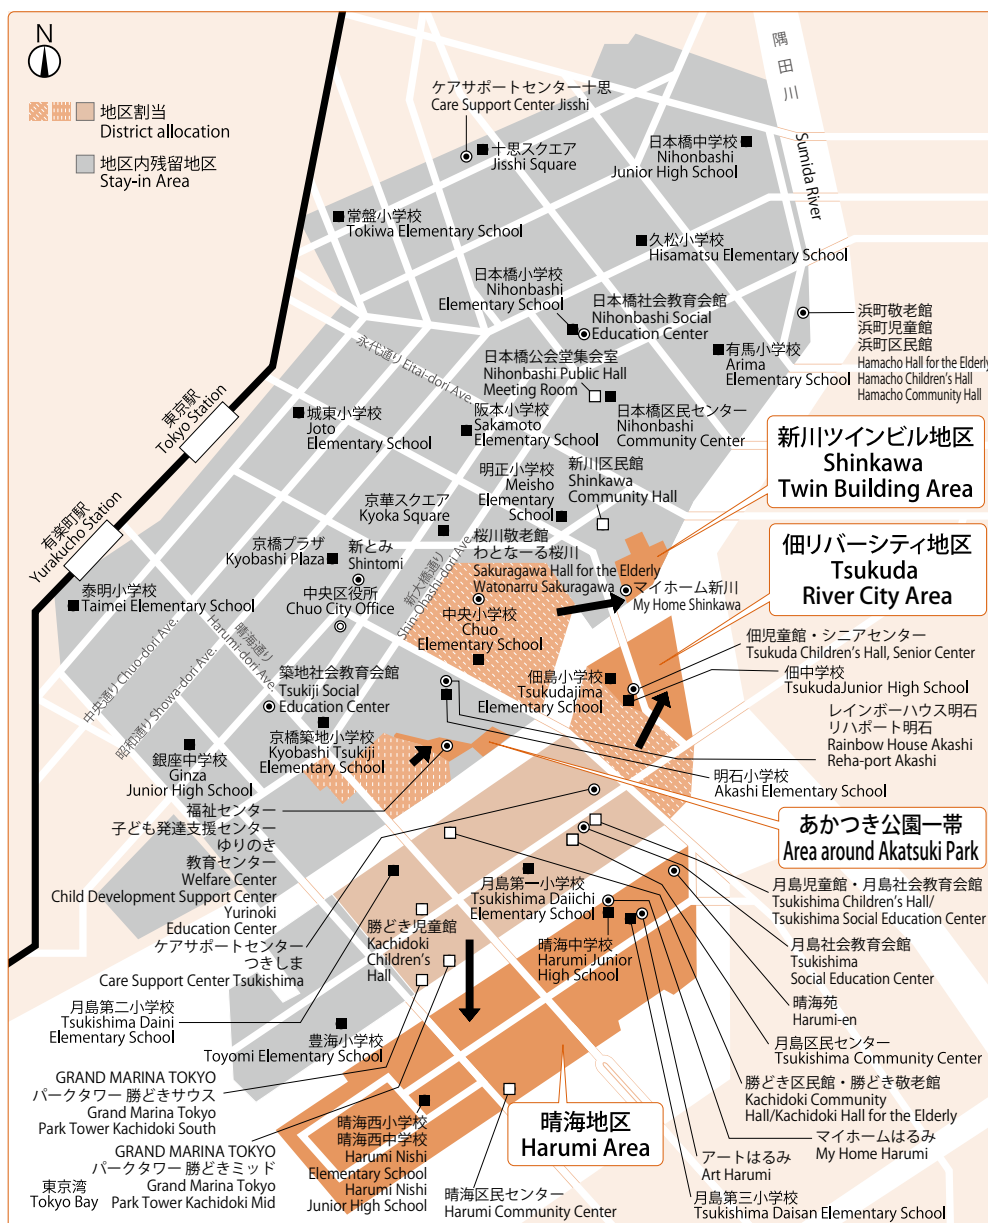 N
地区割当
District allocation
地区内残留地区
Stay-in Area
隅田川
Sumida River
ケアサポートセンター十思
Care Support Center Jisshi
十思スクエア
Jisshi Square
日本橋中学校
Nihonbashi
Junior High School
常盤小学校
Tokiwa Elementary School
久松小学校
Hisamatsu Elementary School
日本橋小学校
Nihonbashi
Elementary School
日本橋社会教育会館
Nihonbashi Social
Education Center
浜町敬老館
浜町児童館
浜町区民館
Hamacho Hall for the Elderly
Hamacho Children's Hall
Hamacho Community Hall
永代通り Eitai-dori Ave.
日本橋公会堂集会室
Nihonbashi Public Hall
Meeting Room
有馬小学校
Arima
Elementary School
東京駅
Tokyo Station
城東小学校
Joto
Elementary School
阪本小学校
Sakamoto
Elementary School
日本橋区民センター
Nihonbashi
Community Center
新川ツインビル地区
Shinkawa
Twin Building Area
明正小学校
Meisho
Elementary
School
新川区民館
Shinkawa
Community Hall
京華スクエア
Kyoka Square
有楽町駅
Yurakucho Station
京橋プラザ
Kyobashi Plaza
新とみ
Shintomi
新大橋通り
Shin-Ohashi-dori Ave.
桜川敬老館
わとなーる桜川
Sakuragawa Hall for the Elderly
Watonarru Sakuragawa
マイホーム新川
My Home Shinkawa
佃リバーシティ地区
Tsukuda
River City Area
泰明小学校
Taimei Elementary School
中央区役所
Chuo City Office
中央小学校
Chuo
Elementary School
中央通り Chuo-dori Ave.
昭和通り Showa-dori Ave.
晴海通り
Harumi-dori Ave.
佃児童館・シニアセンター
Tsukuda Children's Hall, Senior Center
築地社会教育会館
Tsukiji Social
Education Center
佃島小学校
Tsukudajima
Elementary School
佃中学校
TsukudaJunior High School
レインボーハウス明石
リハポート明石
Rainbow House Akashi
Reha-port Akashi
京橋築地小学校
Kyobashi Tsukiji
Elementary School
銀座中学校
Ginza
Junior High School
明石小学校
Akashi Elementary School
福祉センター
子ども発達支援センター
ゆりのき
教育センター
Welfare Center
Child Development Support Center
Yurinoki
Education Center
あかつき公園一帯
Area around Akatsuki Park
ケアサポートセンター
つきしま
Care Support Center Tsukishima
月島第一小学校
Tsukishima Daiichi
Elementary School
月島児童館・月島社会教育会館
Tsukishima Children's Hall/
Tsukishima Social Education Center
勝どき児童館
Kachidoki
Children's
Hall
晴海中学校
Harumi Junior
High School
月島社会教育会館
Tsukishima
Social Education Center
月島第二小学校
Tsukishima Daini
Elementary School
晴海苑
Harumi-en
豊海小学校
Toyomi Elementary School
月島区民センター
Tsukishima Community Center
GRAND MARINA TOKYO
パークタワー 勝どきサウス
Grand Marina Tokyo
Park Tower Kachidoki South
勝どき区民館・勝どき敬老館
Kachidoki Community
Hall/Kachidoki Hall for the Elderly
晴海地区
Harumi Area
晴海西小学校
晴海西中学校
Harumi Nishi
Elementary School
Harumi Nishi
Junior High School
マイホームはるみ
My Home Harumi
GRAND MARINA TOKYO
パークタワー 勝どきミッド
Grand Marina Tokyo
Park Tower Kachidoki Mid
アートはるみ
Art Harumi
東京湾
Tokyo Bay
晴海区民センター
Harumi Community Center
月島第三小学校
Tsukishima Daisan Elementary School